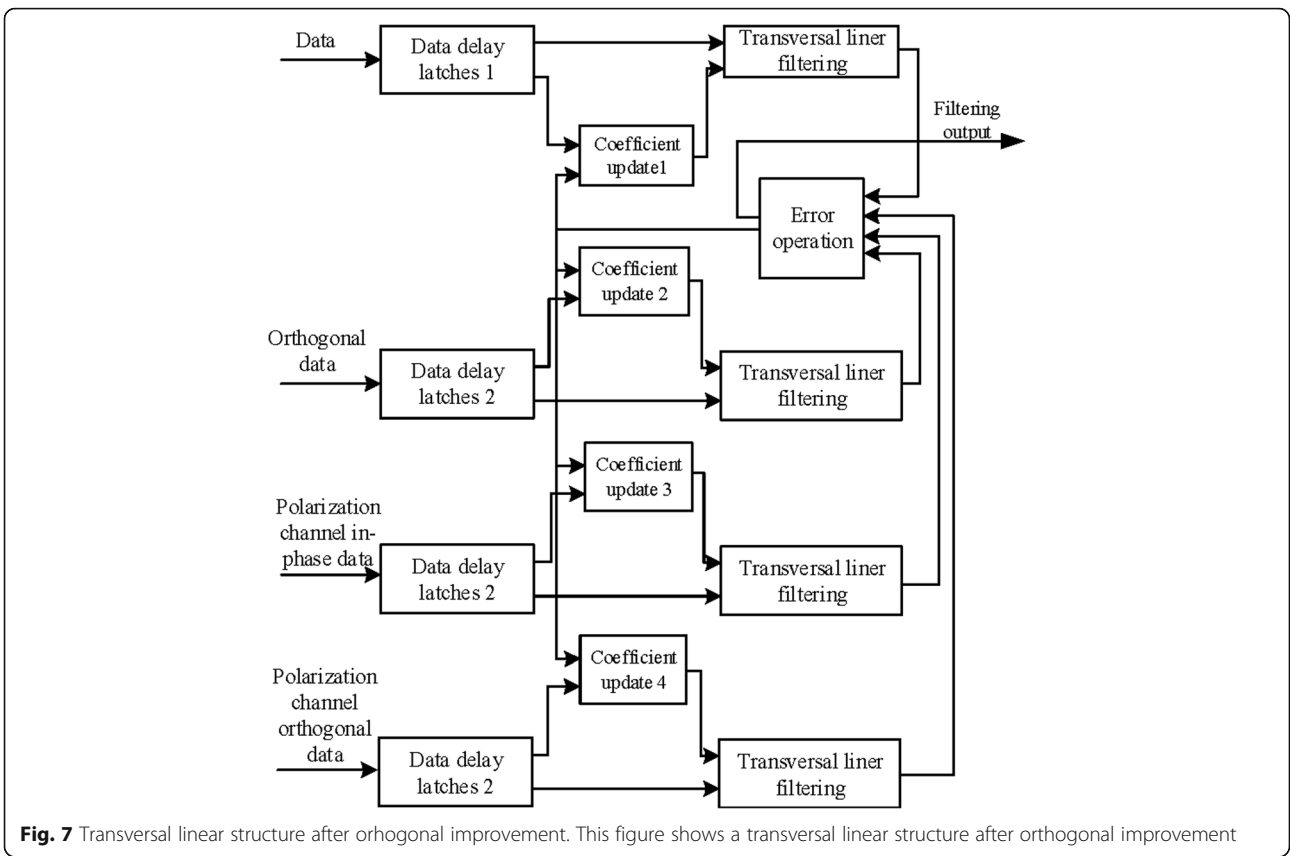 Data
Data delay
latches 1
Transversal liner
filtering
Filtering
output
Coefficient
update1
Error
operation
Coefficient
update 2
Orthogonal
data
Data delay
latches 2
Transversal liner
filtering
Coefficient
update 3
Polarization
channel in-
phase data
Data delay
latches 2
Transversal liner
filtering
Coefficient
update 4
Polarization
channel
orthogonal
data
Data delay
latches 2
Transversal liner
filtering
Fig. 7 Transversal linear structure after orhogonal improvement. This figure shows a transversal linear structure after orthogonal improvement